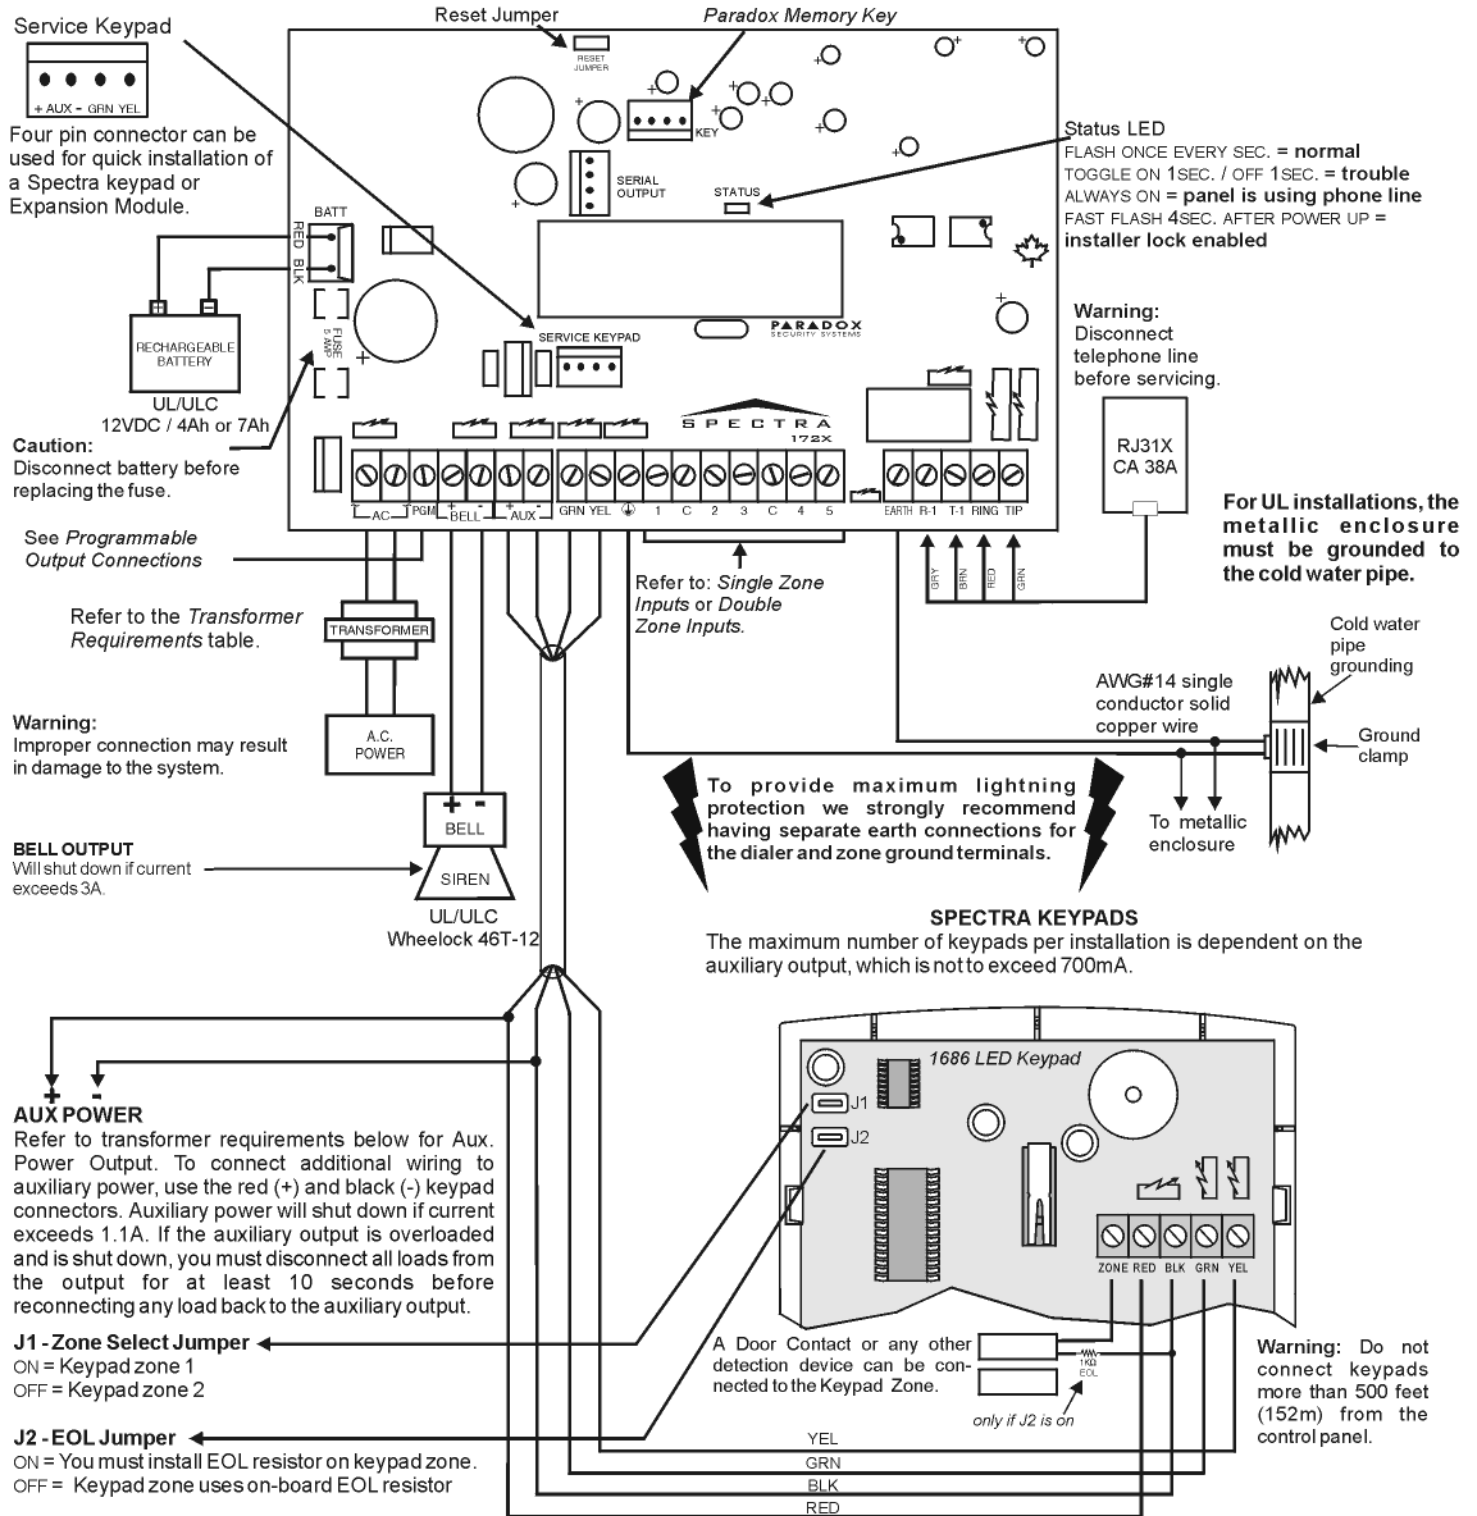 Reset Jumper
Paradox Memory Key
Service Keypad
+ AUX - GRN YEL
Four pin connector can be
used for quick installation of
a Spectra keypad or
Expansion Module.
RESET
JUMPER
KEY
SERIAL
OUTPUT
STATUS
Status LED
FLASH ONCE EVERY SEC. = normal
TOGGLE ON 1SEC. / OFF 1SEC. = trouble
ALWAYS ON = panel is using phone line
FAST FLASH 4SEC. AFTER POWER UP =
installer lock enabled
BATT
RED BLK
+ -
RECHARGEABLE
BATTERY
UL/ULC
12VDC / 4Ah or 7Ah
FUSE
5 AMP
SERVICE KEYPAD
PARADOX
SECURITY SYSTEMS
SPECTRA
172X
Warning:
Disconnect
telephone line
before servicing.
RJ31X
CA 38A
Caution:
Disconnect battery before
replacing the fuse.
AC PGM + BELL - + AUX - GRN YEL 1 C 2 3 C 4 5 EARTH R-1 T-1 RING TIP
For UL installations, the
metallic enclosure
must be grounded to
the cold water pipe.
See Programmable
Output Connections
GRY BRN RED GRN
Refer to: Single Zone
Inputs or Double
Zone Inputs.
Refer to the Transformer
Requirements table.
TRANSFORMER
A.C.
POWER
Warning:
Improper connection may result
in damage to the system.
Cold water
pipe
grounding
AWG#14 single
conductor solid
copper wire
Ground
clamp
To metallic
enclosure
To provide maximum lightning
protection we strongly recommend
having separate earth connections for
the dialer and zone ground terminals.
+ -
BELL
SIREN
UL/ULC
Wheelock 46T-12
BELL OUTPUT
Will shut down if current
exceeds 3A.
SPECTRA KEYPADS
The maximum number of keypads per installation is dependent on the
auxiliary output, which is not to exceed 700mA.
+ -
AUX POWER
Refer to transformer requirements below for Aux.
Power Output. To connect additional wiring to
auxiliary power, use the red (+) and black (-) keypad
connectors. Auxiliary power will shut down if current
exceeds 1.1A. If the auxiliary output is overloaded
and is shut down, you must disconnect all loads from
the output for at least 10 seconds before
reconnecting any load back to the auxiliary output.
1686 LED Keypad
J1
J2
ZONE RED BLK GRN YEL
J1 - Zone Select Jumper
ON = Keypad zone 1
OFF = Keypad zone 2
A Door Contact or any other
detection device can be con-
nected to the Keypad Zone.
1KΩ
EOL
only if J2 is on
Warning: Do not
connect keypads
more than 500 feet
(152m) from the
control panel.
J2 - EOL Jumper
ON = You must install EOL resistor on keypad zone.
OFF = Keypad zone uses on-board EOL resistor
YEL
GRN
BLK
RED